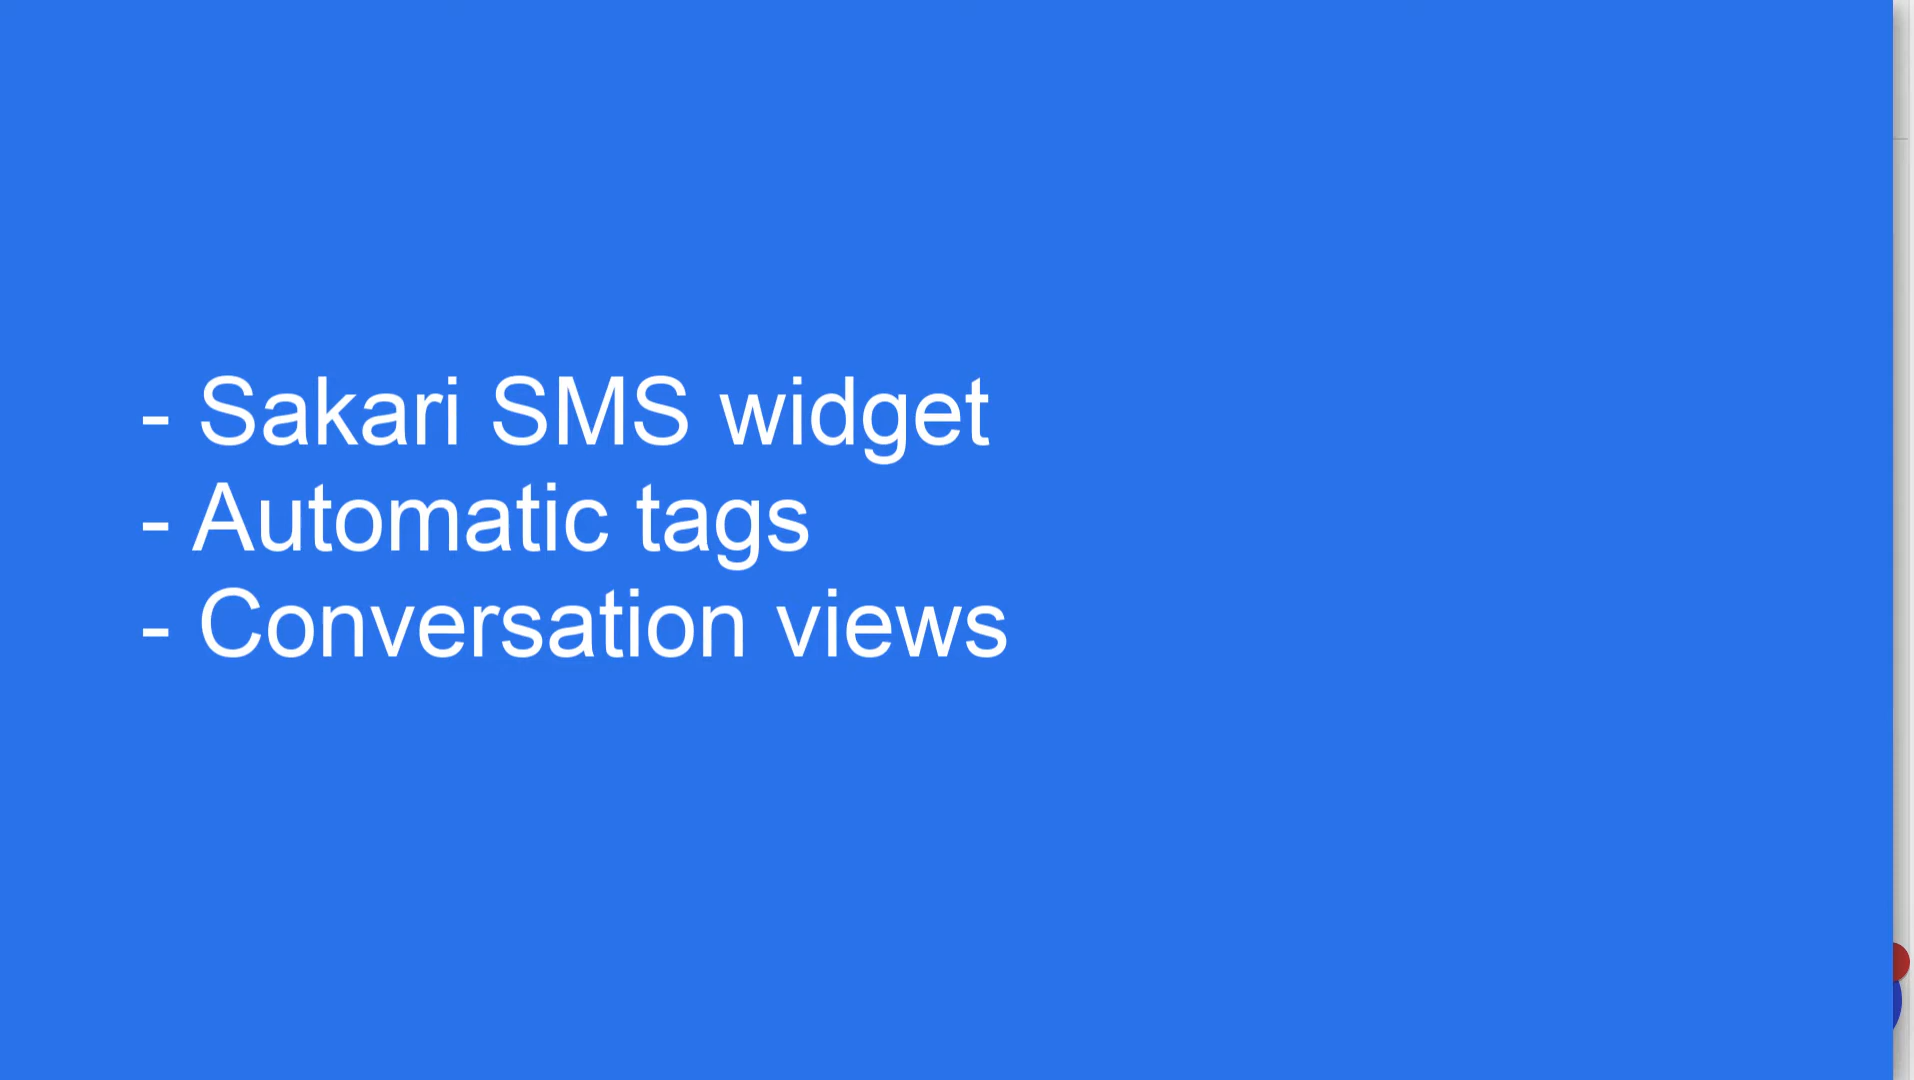 - Sakari SMS widget
- Automatic tags
- Conversation views